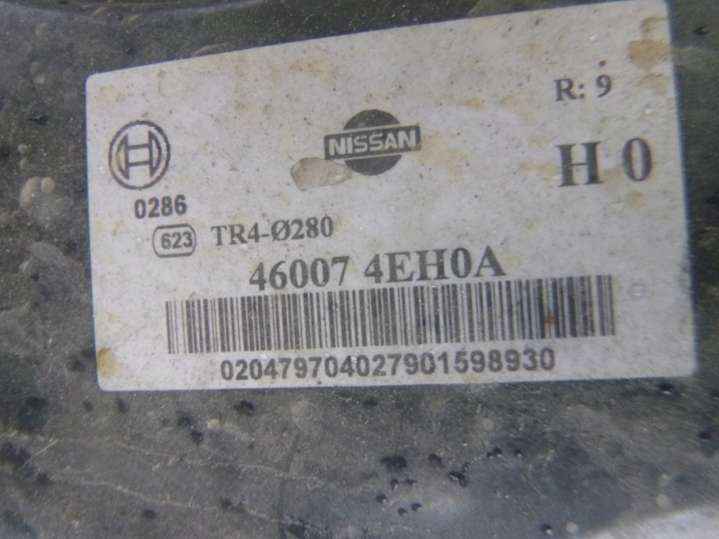 R: 9
NISSAN
H 0
0286
623 TR4-Ø280
46007 4EH0A
020479704027901598930